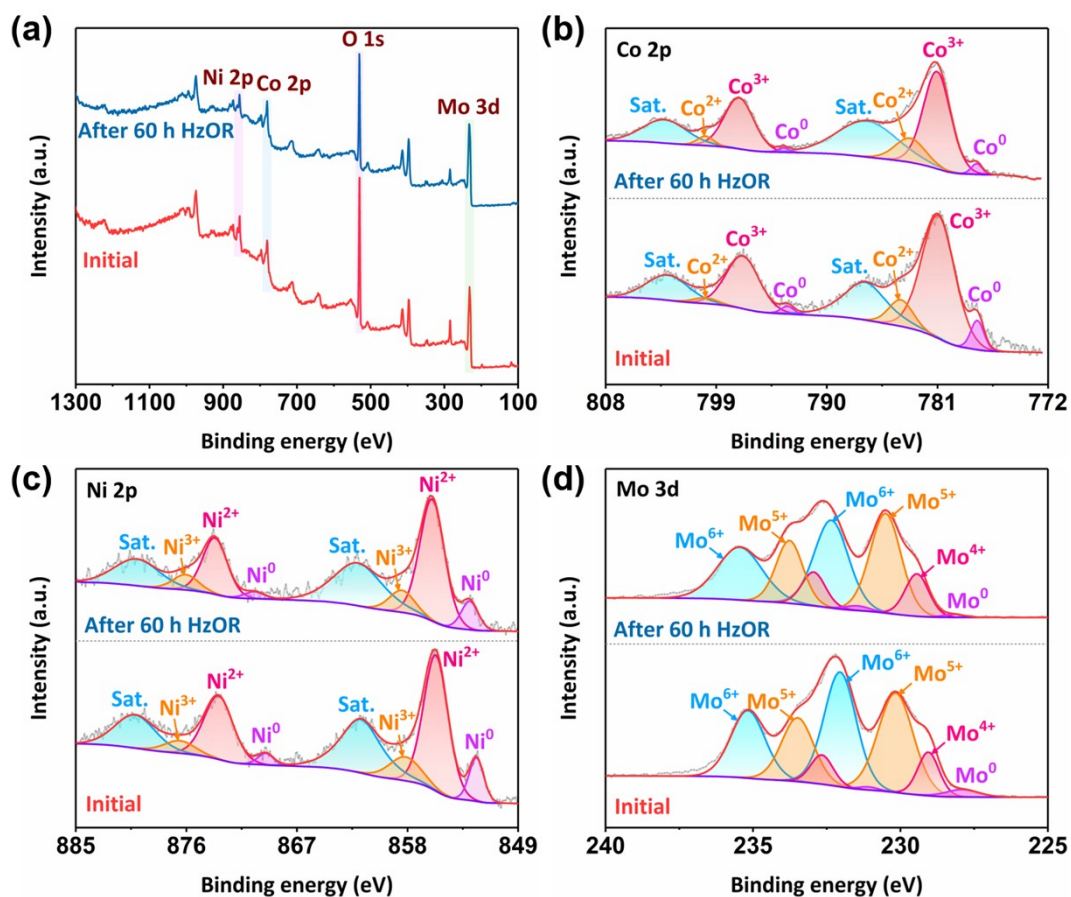 (a)
O 1s
Ni 2p
Co 2p
Mo 3d
After 60 h HzOR
Initial
Intensity (a.u.)
1300 1100 900 700 500 300 100
Binding energy (eV)
(b)
Co 2p
Co³⁺
Co³⁺
Sat.
Co²⁺
Sat.
Co²⁺
Co⁰
Co⁰
After 60 h HzOR
Co³⁺
Co³⁺
Sat.
Co²⁺
Sat.
Co²⁺
Co⁰
Co⁰
Initial
Intensity (a.u.)
808 799 790 781 772
Binding energy (eV)
(c)
Ni 2p
Ni²⁺
Ni²⁺
Sat.
Ni³⁺
Sat.
Ni³⁺
Ni⁰
Ni⁰
After 60 h HzOR
Ni²⁺
Ni²⁺
Sat.
Ni³⁺
Sat.
Ni³⁺
Ni⁰
Ni⁰
Initial
Intensity (a.u.)
885 876 867 858 849
Binding energy (eV)
(d)
Mo 3d
Mo⁶⁺
Mo⁵⁺
Mo⁵⁺
Mo⁶⁺
Mo⁴⁺
Mo⁰
After 60 h HzOR
Mo⁶⁺
Mo⁶⁺
Mo⁵⁺
Mo⁵⁺
Mo⁴⁺
Mo⁰
Initial
Intensity (a.u.)
240 235 230 225
Binding energy (eV)